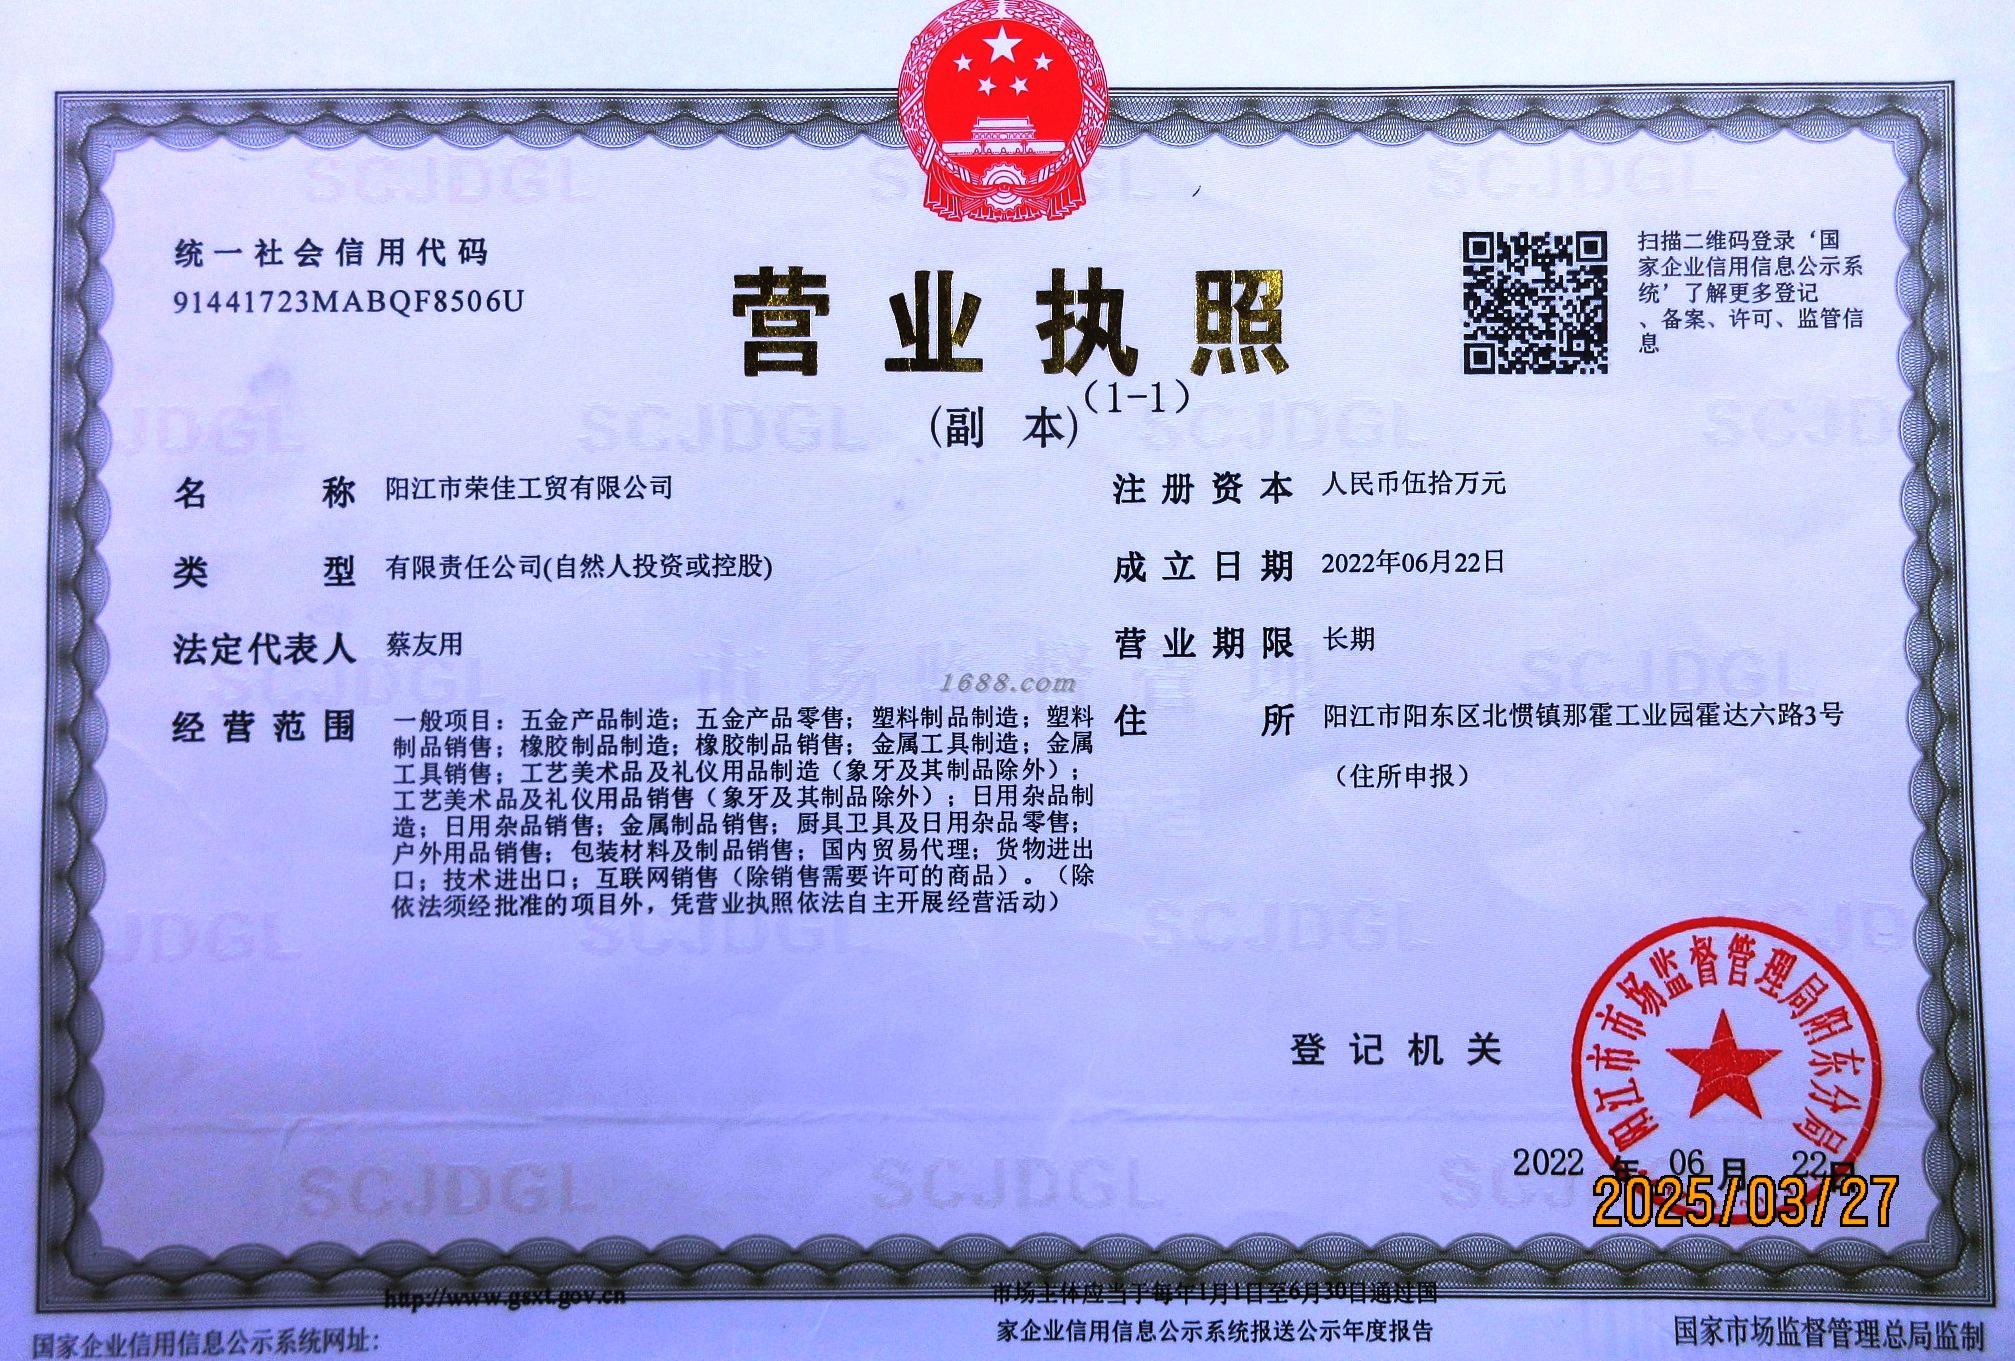 统一社会信用代码
91441723MABQF8506U
营业执照
(副 本)(1-1)
扫描二维码登录‘国
家企业信用信息公示系
统’了解更多登记
、备案、许可、监管信
息
名 称 阳江市荣佳工贸有限公司
类 型 有限责任公司(自然人投资或控股)
法定代表人 蔡友用
经营范围 一般项目：五金产品制造；五金产品零售；塑料制品制造；塑料
制品销售；橡胶制品制造；橡胶制品销售；金属工具制造；金属
工具销售；工艺美术品及礼仪用品制造（象牙及其制品除外）；
工艺美术品及礼仪用品销售（象牙及其制品除外）；日用杂品制
造；日用杂品销售；金属制品销售；厨具卫具及日用杂品零售；
户外用品销售；包装材料及制品销售；国内贸易代理；货物进出
口；技术进出口；互联网销售（除销售需要许可的商品）。（除
依法须经批准的项目外，凭营业执照依法自主开展经营活动）
注册资本 人民币伍拾万元
成立日期 2022年06月22日
营业期限 长期
住 所 阳江市阳东区北惯镇那霍工业园霍达六路3号
（住所申报）
1688.com
登记机关
阳江市市场监督管理局阳东分局
2022 年 06 月 22日
2025/03/27
http://www.gsxt.gov.cn
国家企业信用信息公示系统网址：
市场主体应当于每年1月1日至6月30日通过国
家企业信用信息公示系统报送公示年度报告
国家市场监督管理总局监制